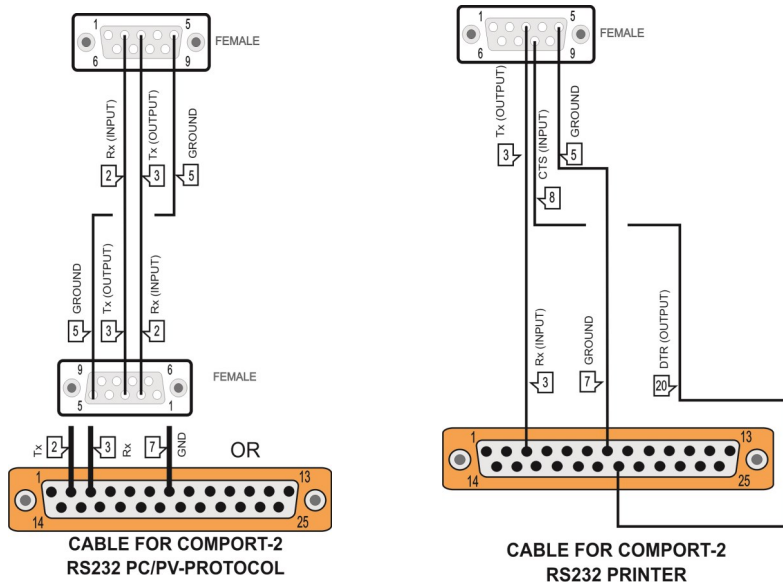 1 5
FEMALE
6 9
Rx (INPUT)
Tx (OUTPUT)
GROUND
2 3 5
GROUND
Tx (OUTPUT)
Rx (INPUT)
5 3 2
9 6
FEMALE
5 1
Tx 2 3 Rx 7 GND
OR
1 13
14 25
CABLE FOR COMPORT-2
RS232 PC/PV-PROTOCOL
1 5
FEMALE
6 9
Tx (OUTPUT)
CTS (INPUT)
GROUND
3 5
8
Rx (INPUT)
GROUND
DTR (OUTPUT)
3 7 20
1 13
14 25
CABLE FOR COMPORT-2
RS232 PRINTER